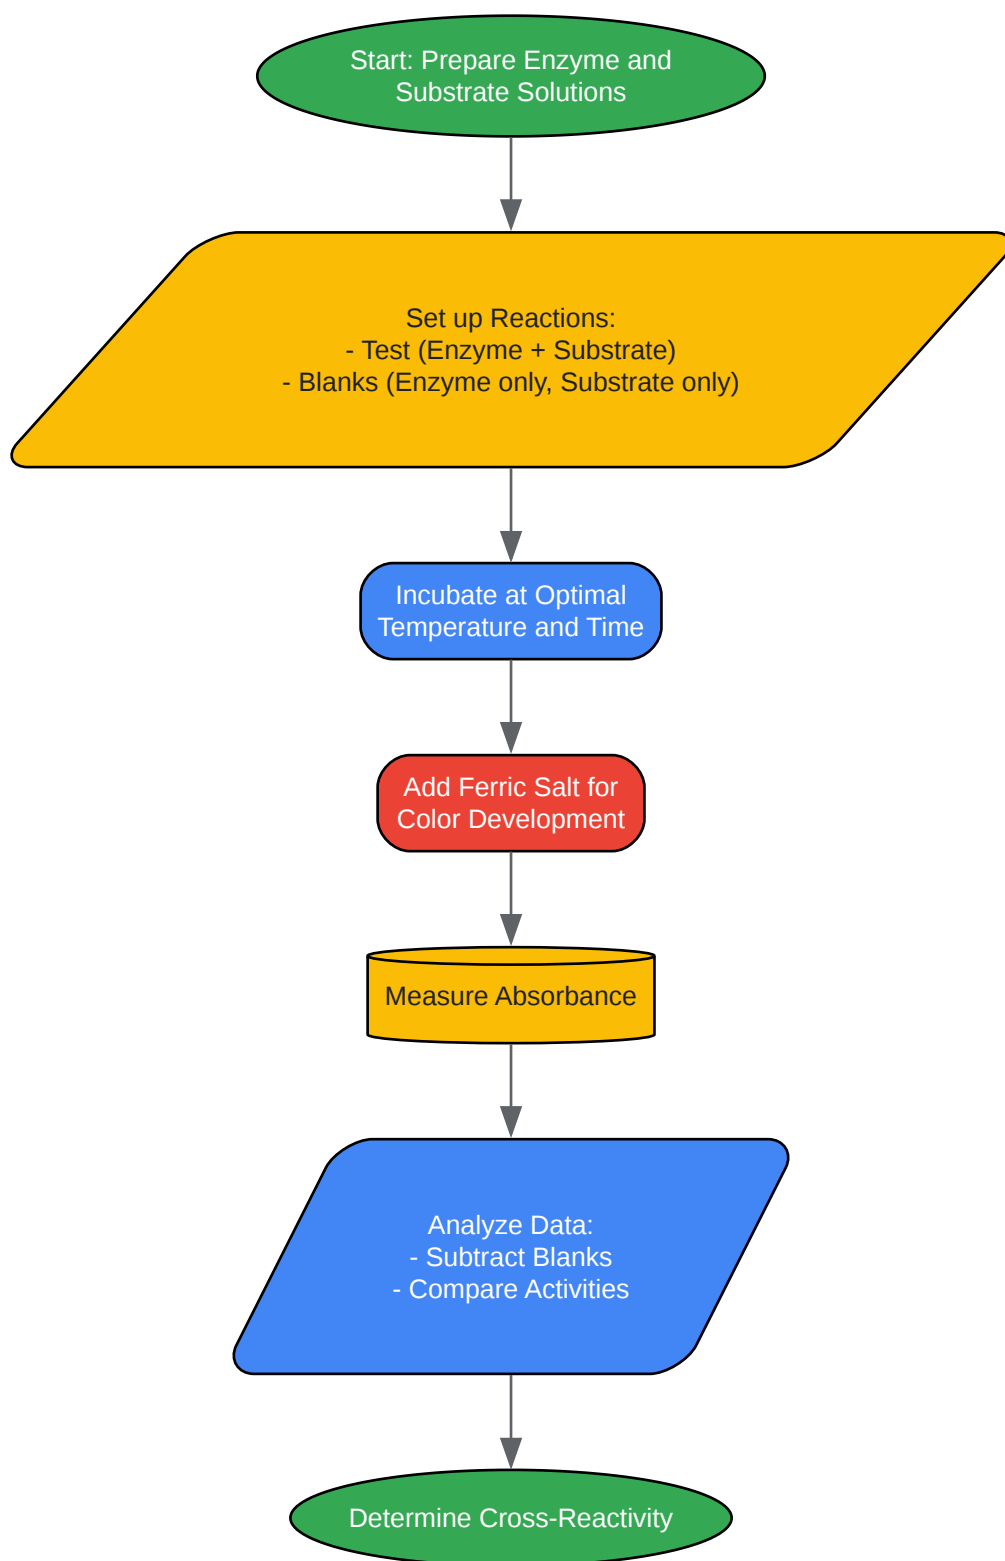 Start: Prepare Enzyme and
Substrate Solutions
Set up Reactions:
- Test (Enzyme + Substrate)
- Blanks (Enzyme only, Substrate only)
Incubate at Optimal
Temperature and Time
Add Ferric Salt for
Color Development
Measure Absorbance
Analyze Data:
- Subtract Blanks
- Compare Activities
Determine Cross-Reactivity